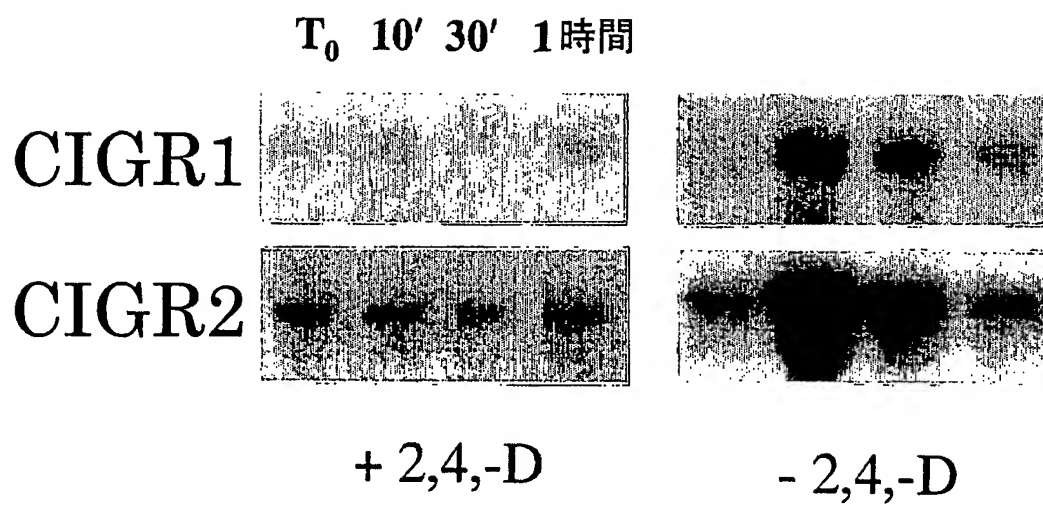 T₀ 10′ 30′ 1時間
CIGR1
CIGR2
+ 2,4,-D
- 2,4,-D